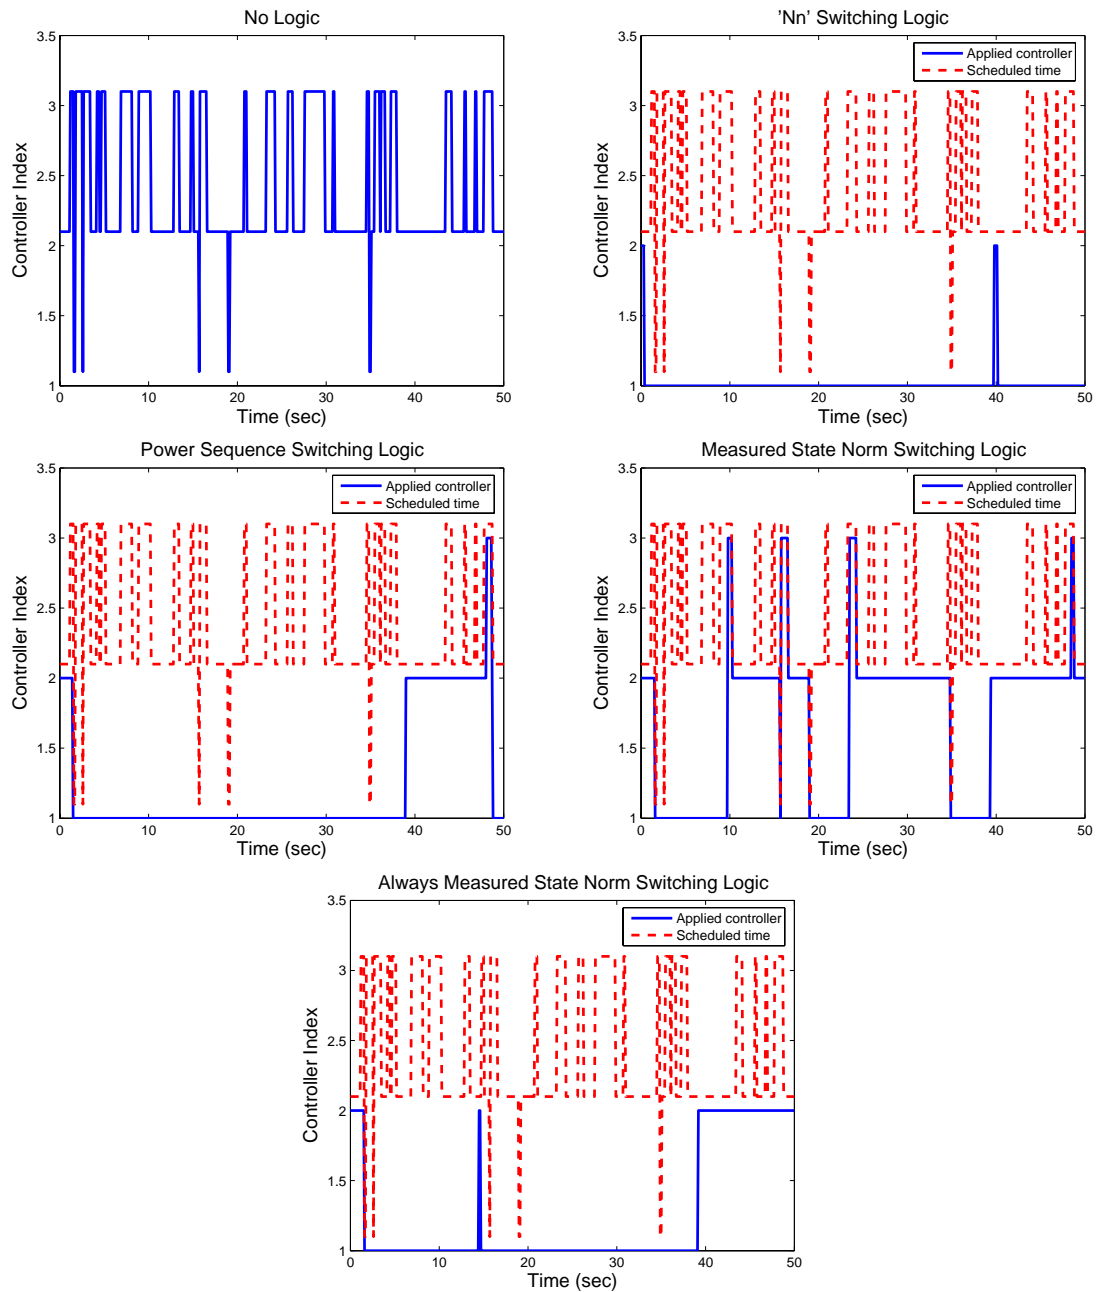 No Logic
3.5
3
2.5
2
1.5
1
Controller Index
0 10 20 30 40 50
Time (sec)
'Nn' Switching Logic
Applied controller
Scheduled time
3.5
3
2.5
2
1.5
1
Controller Index
0 10 20 30 40 50
Time (sec)
Power Sequence Switching Logic
Applied controller
Scheduled time
3.5
3
2.5
2
1.5
1
Controller Index
0 10 20 30 40 50
Time (sec)
Measured State Norm Switching Logic
Applied controller
Scheduled time
3.5
3
2.5
2
1.5
1
Controller Index
0 10 20 30 40 50
Time (sec)
Always Measured State Norm Switching Logic
Applied controller
Scheduled time
3.5
3
2.5
2
1.5
1
Controller Index
0 10 20 30 40 50
Time (sec)